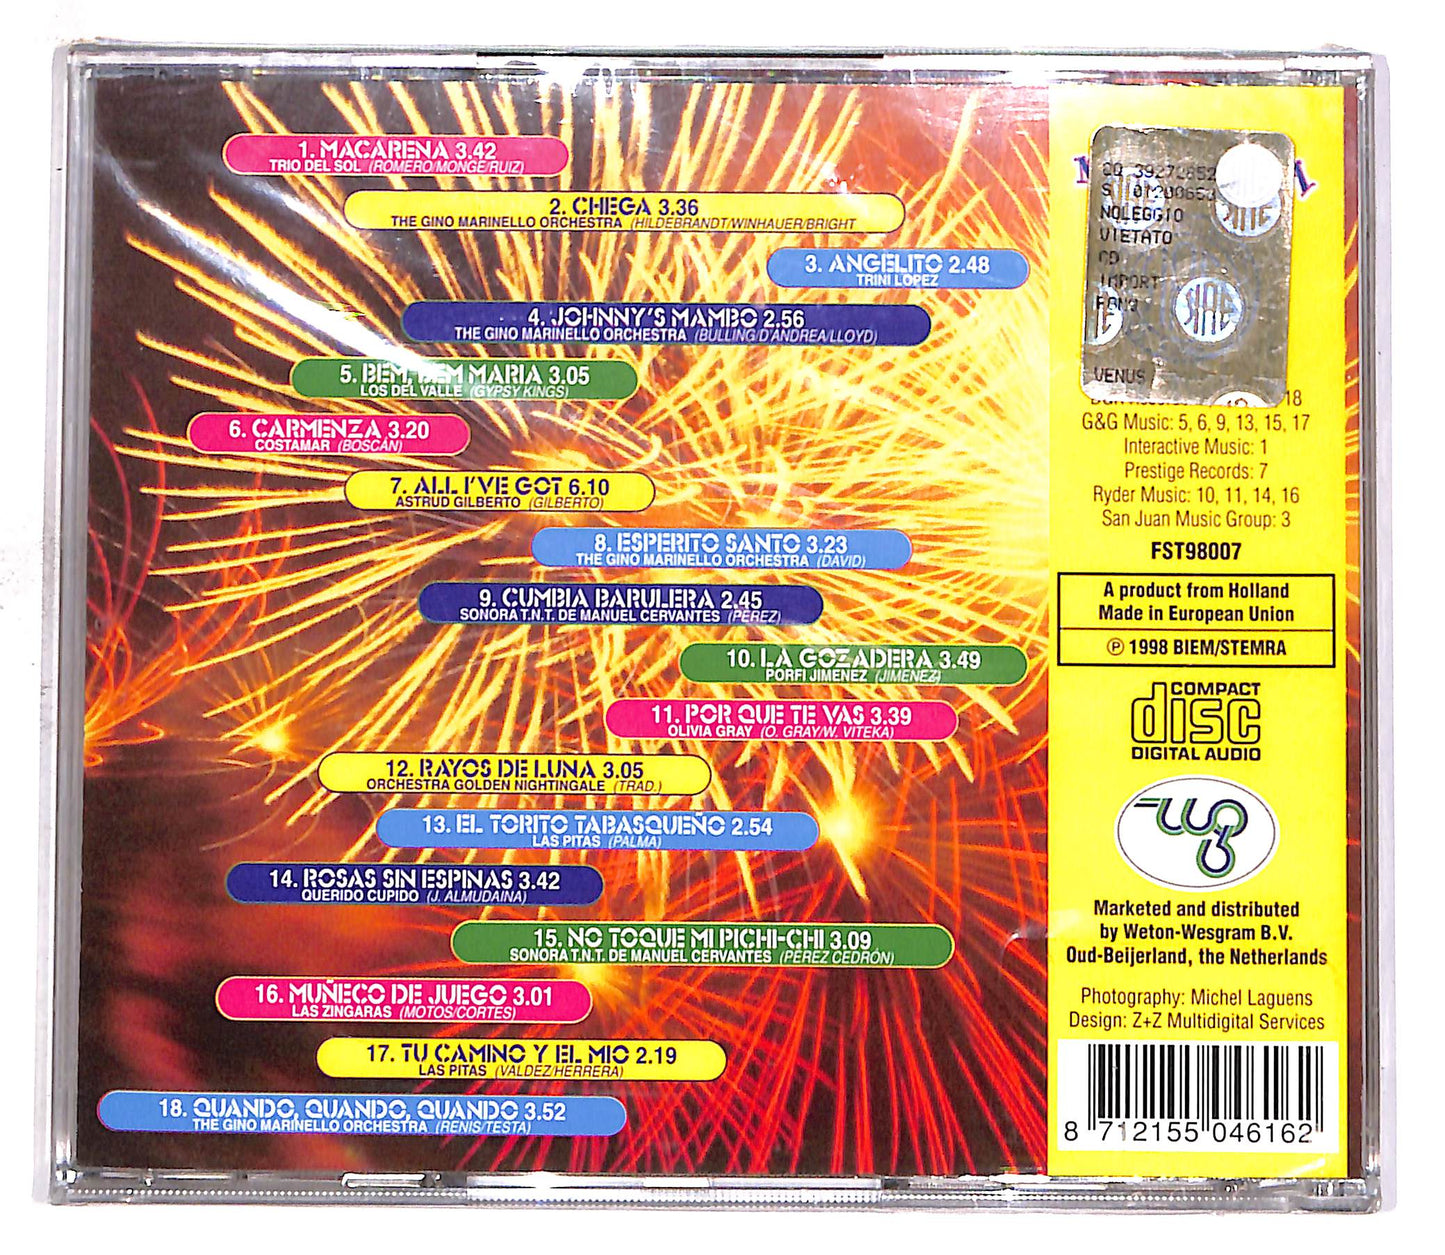 1. MACARENA 3.42
TRIO DEL SOL (ROMERO/MONGE/RUIZ)
2. CHEGA 3.36
THE GINO MARINELLO ORCHESTRA (HILDEBRANDT/WINHAUER/BRIGHT
3. ANGELITO 2.48
TRINI LOPEZ
4. JOHNNY'S MAMBO 2.56
THE GINO MARINELLO ORCHESTRA (BULLING/D'ANDREA/LLOYD)
5. BEM, BEM MARIA 3.05
LOS DEL VALLE (GYPSY KINGS)
6. CARMENZA 3.20
COSTAMAR (BOSCÁN)
7. ALL I'VE GOT 6.10
ASTRUD GILBERTO (GILBERTO)
8. ESPERITO SANTO 3.23
THE GINO MARINELLO ORCHESTRA (DAVID)
9. CUMBIA BARULERA 2.45
SONORA T.N.T. DE MANUEL CERVANTES (PEREZ)
10. LA GOZADERA 3.49
PORFI JIMENEZ (JIMENEZ)
11. POR QUE TE VAS 3.39
OLIVIA GRAY (O. GRAY/W. VITEKA)
12. RAYOS DE LUNA 3.05
ORCHESTRA GOLDEN NIGHTINGALE (TRAD.)
13. EL TORITO TABASQUEÑO 2.54
LAS PITAS (PALMA)
14. ROSAS SIN ESPINAS 3.42
QUERIDO CUPIDO (J. ALMUDAINA)
15. NO TOQUE MI PICHI-CHI 3.09
SONORA T.N.T. DE MANUEL CERVANTES (PEREZ CEDRÓN)
16. MUÑECO DE JUEGO 3.01
LAS ZINGARAS (MOTOS/CORTES)
17. TU CAMINO Y EL MIO 2.19
LAS PITAS (VALDEZ/HERRERA)
18. QUANDO, QUANDO, QUANDO 3.52
THE GINO MARINELLO ORCHESTRA (RENIS/TESTA)
NOLEGGIO
VIETATO
CD
IMPORT
VENUS
SIAE
18
G&G Music: 5, 6, 9, 13, 15, 17
Interactive Music: 1
Prestige Records: 7
Ryder Music: 10, 11, 14, 16
San Juan Music Group: 3
FST98007
A product from Holland
Made in European Union
℗ 1998 BIEM/STEMRA
COMPACT
disc
DIGITAL AUDIO
Marketed and distributed
by Weton-Wesgram B.V.
Oud-Beijerland, the Netherlands
Photography: Michel Laguens
Design: Z+Z Multidigital Services
8 712155 046162